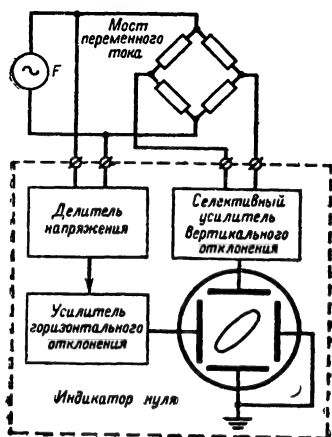 Мост
переменного
тока
F
Делитель
напряжения
Селективный
усилитель
вертикального
отклонения
Усилитель
горизонтального
отклонения
Индикатор нуля